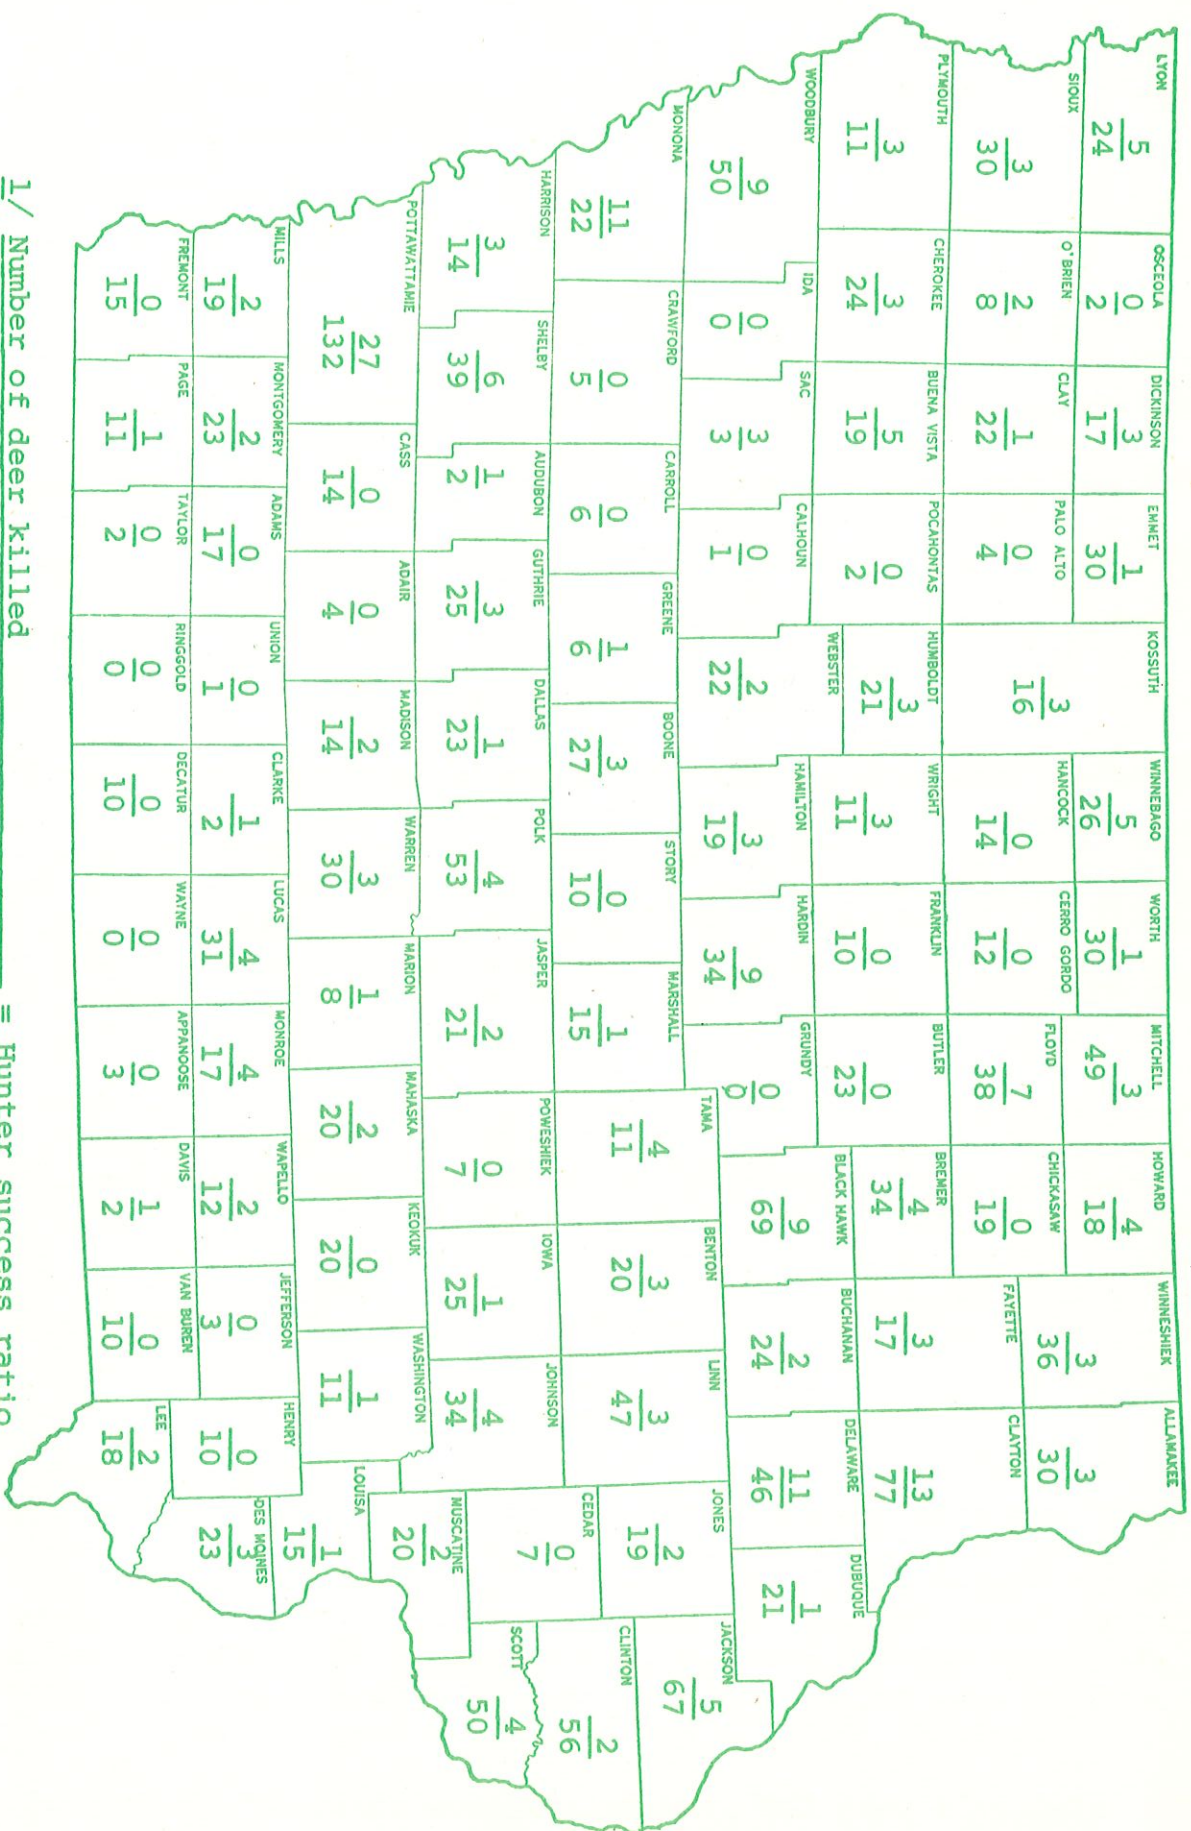 LYON
5
24
OSCEOLA
0
2
DICKINSON
3
17
EMMET
1
30
KOSSUTH
3
16
WINNEBAGO
5
26
WORTH
1
30
MITCHELL
3
49
HOWARD
4
18
WINNESHIEK
3
36
ALLAMAKEE
3
30
SIOUX
3
30
O'BRIEN
2
8
CLAY
1
22
PALO ALTO
0
4
HANCOCK
0
14
CERRO GORDO
0
12
FLOYD
7
38
CHICKASAW
0
19
FAYETTE
3
17
CLAYTON
13
77
PLYMOUTH
3
11
CHEROKEE
3
24
BUENA VISTA
5
19
POCAHONTAS
0
2
HUMBOLDT
3
21
WRIGHT
3
11
FRANKLIN
0
10
BUTLER
0
23
BREMER
4
34
WOODBURY
9
50
IDA
0
0
SAC
3
3
CALHOUN
0
1
WEBSTER
2
22
HAMILTON
3
19
HARDIN
9
34
GRUNDY
0
0
BLACK HAWK
9
69
BUCHANAN
2
24
DELAWARE
11
46
DUBUQUE
1
21
MONONA
11
22
CRAWFORD
0
5
CARROLL
0
6
GREENE
1
6
BOONE
3
27
STORY
0
10
MARSHALL
1
15
TAMA
4
11
BENTON
3
20
LINN
3
47
JONES
2
19
JACKSON
5
67
HARRISON
3
14
SHELBY
6
39
AUDUBON
1
2
GUTHRIE
3
25
DALLAS
1
23
POLK
4
53
JASPER
2
21
POWESHIEK
0
7
IOWA
1
25
JOHNSON
4
34
CEDAR
0
7
CLINTON
2
56
SCOTT
4
50
POTTAWATTAMIE
27
132
CASS
0
14
ADAIR
0
4
MADISON
2
14
WARREN
3
30
MARION
1
8
MAHASKA
2
20
KEOKUK
0
20
WASHINGTON
1
11
LOUISA
1
15
MUSCATINE
2
20
MILLS
2
19
MONTGOMERY
2
23
ADAMS
0
17
UNION
0
1
CLARKE
1
2
LUCAS
4
31
MONROE
4
17
WAPELLO
2
12
JEFFERSON
0
3
HENRY
0
10
DES MOINES
3
23
FREMONT
0
15
PAGE
1
11
TAYLOR
0
2
RINGGOLD
0
0
DECATUR
0
10
WAYNE
0
0
APPANOOSE
0
3
DAVIS
1
2
VAN BUREN
0
10
LEE
2
18
1/ Number of deer killed = Hunter success ratio